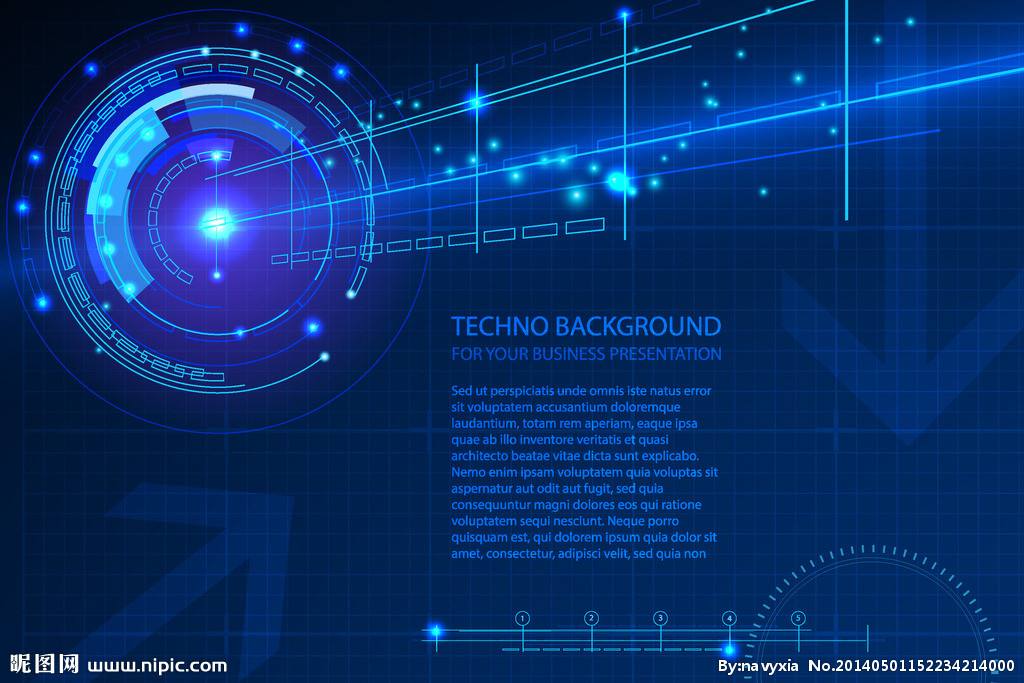 TECHNO BACKGROUND
FOR YOUR BUSINESS PRESENTATION
Sed ut perspiciatis unde omnis iste natus error
sit voluptatem accusantium doloremque
laudantium, totam rem aperiam, eaque ipsa
quae ab illo inventore veritatis et quasi
architecto beatae vitae dicta sunt explicabo.
Nemo enim ipsam voluptatem quia voluptas sit
aspernatur aut odit aut fugit, sed quia
consequuntur magni dolores eos qui ratione
voluptatem sequi nesciunt. Neque porro
quisquam est, qui dolorem ipsum quia dolor sit
amet, consectetur, adipisci velit, sed quia non
1 2 3 4 5
昵图网 www.nipic.com
By:navyxia No.20140501152234214000